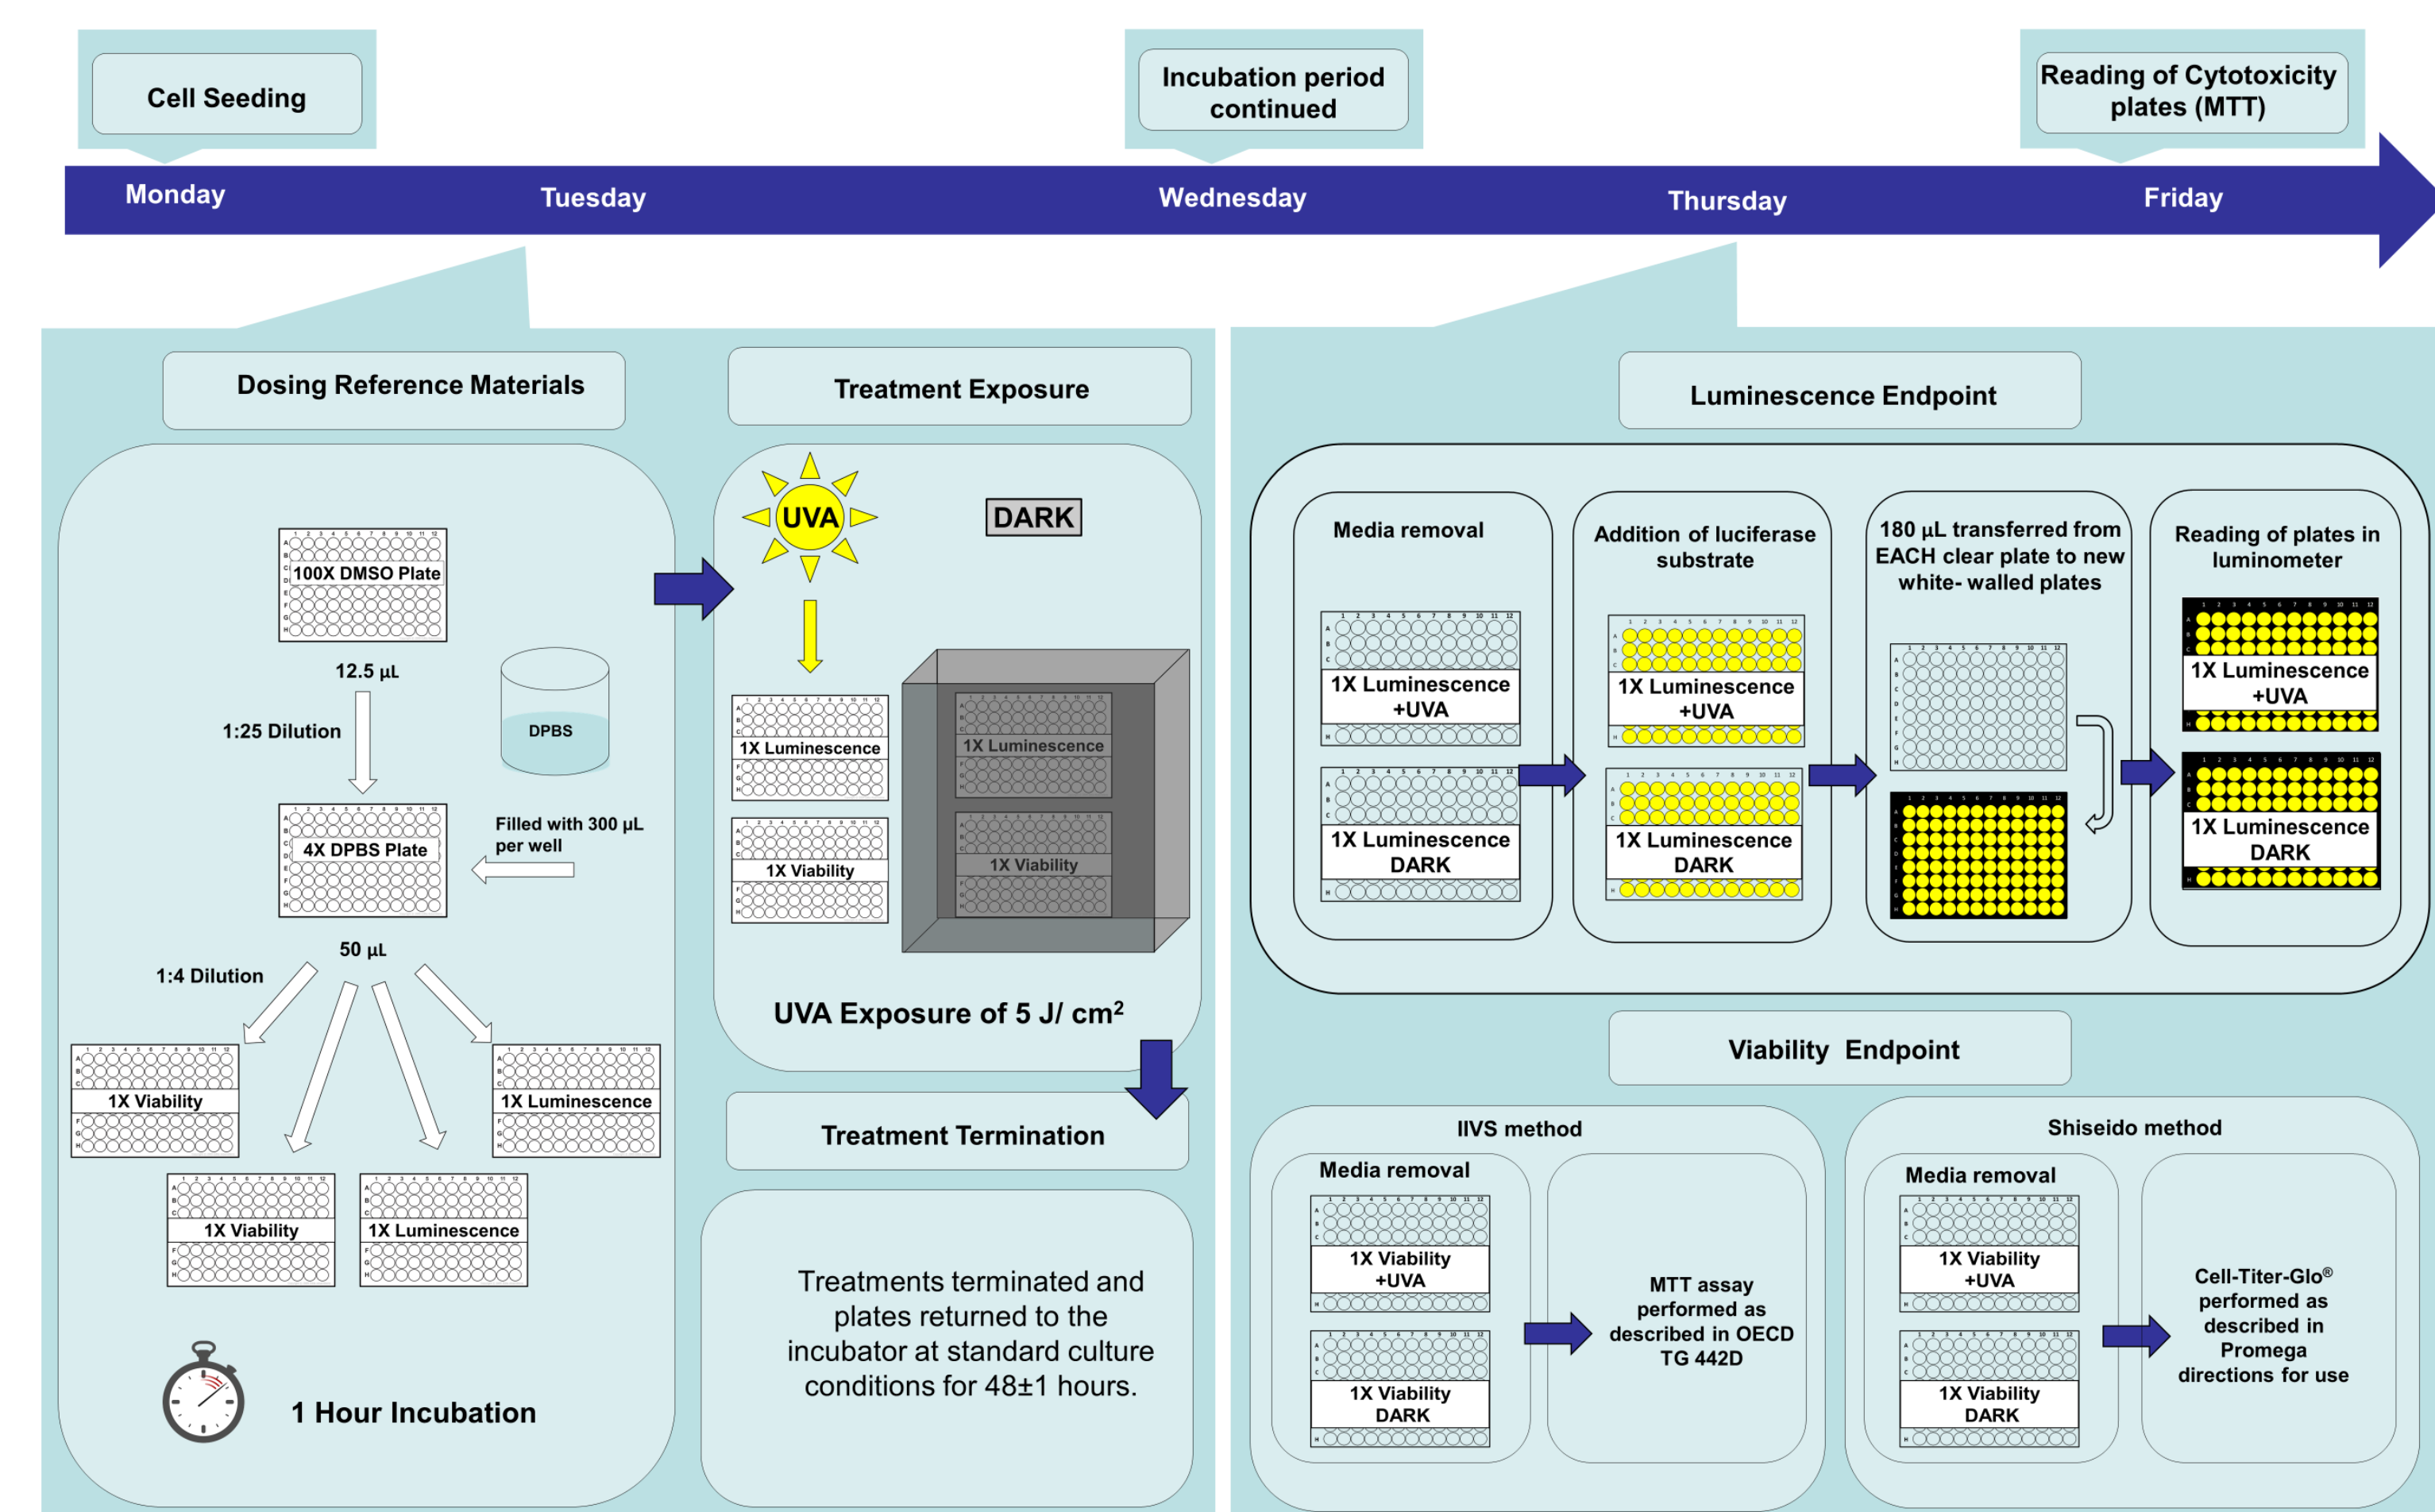 Cell Seeding
Incubation period
continued
Reading of Cytotoxicity
plates (MTT)
Monday
Tuesday
Wednesday
Thursday
Friday
Dosing Reference Materials
100X DMSO Plate
12.5 µL
1:25 Dilution
DPBS
4X DPBS Plate
Filled with 300 µL
per well
50 µL
1:4 Dilution
1X Viability
1X Luminescence
1X Viability
1X Luminescence
1 Hour Incubation
Treatment Exposure
UVA
DARK
1X Luminescence
1X Luminescence
1X Viability
1X Viability
UVA Exposure of 5 J/ cm²
Treatment Termination
Treatments terminated and
plates returned to the
incubator at standard culture
conditions for 48±1 hours.
Luminescence Endpoint
Media removal
1X Luminescence
+UVA
1X Luminescence
DARK
Addition of luciferase
substrate
1X Luminescence
+UVA
1X Luminescence
DARK
180 µL transferred from
EACH clear plate to new
white- walled plates
Reading of plates in
luminometer
1X Luminescence
+UVA
1X Luminescence
DARK
Viability Endpoint
IIVS method
Media removal
1X Viability
+UVA
1X Viability
DARK
MTT assay
performed as
described in OECD
TG 442D
Shiseido method
Media removal
1X Viability
+UVA
1X Viability
DARK
Cell-Titer-Glo®
performed as
described in
Promega
directions for use